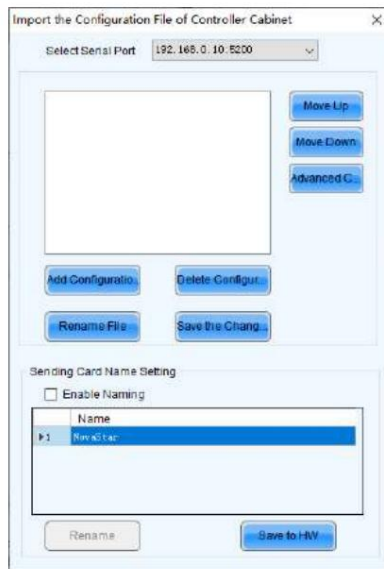 Import the Configuration File of Controller Cabinet
Select Serial Port 192.168.0.10:5200
Move Up
Move Down
Advanced C...
Add Configuratio...
Delete Configur...
Rename File
Save the Chang...
Sending Card Name Setting
Enable Naming
Name
1 NovaStar
Rename
Save to HW